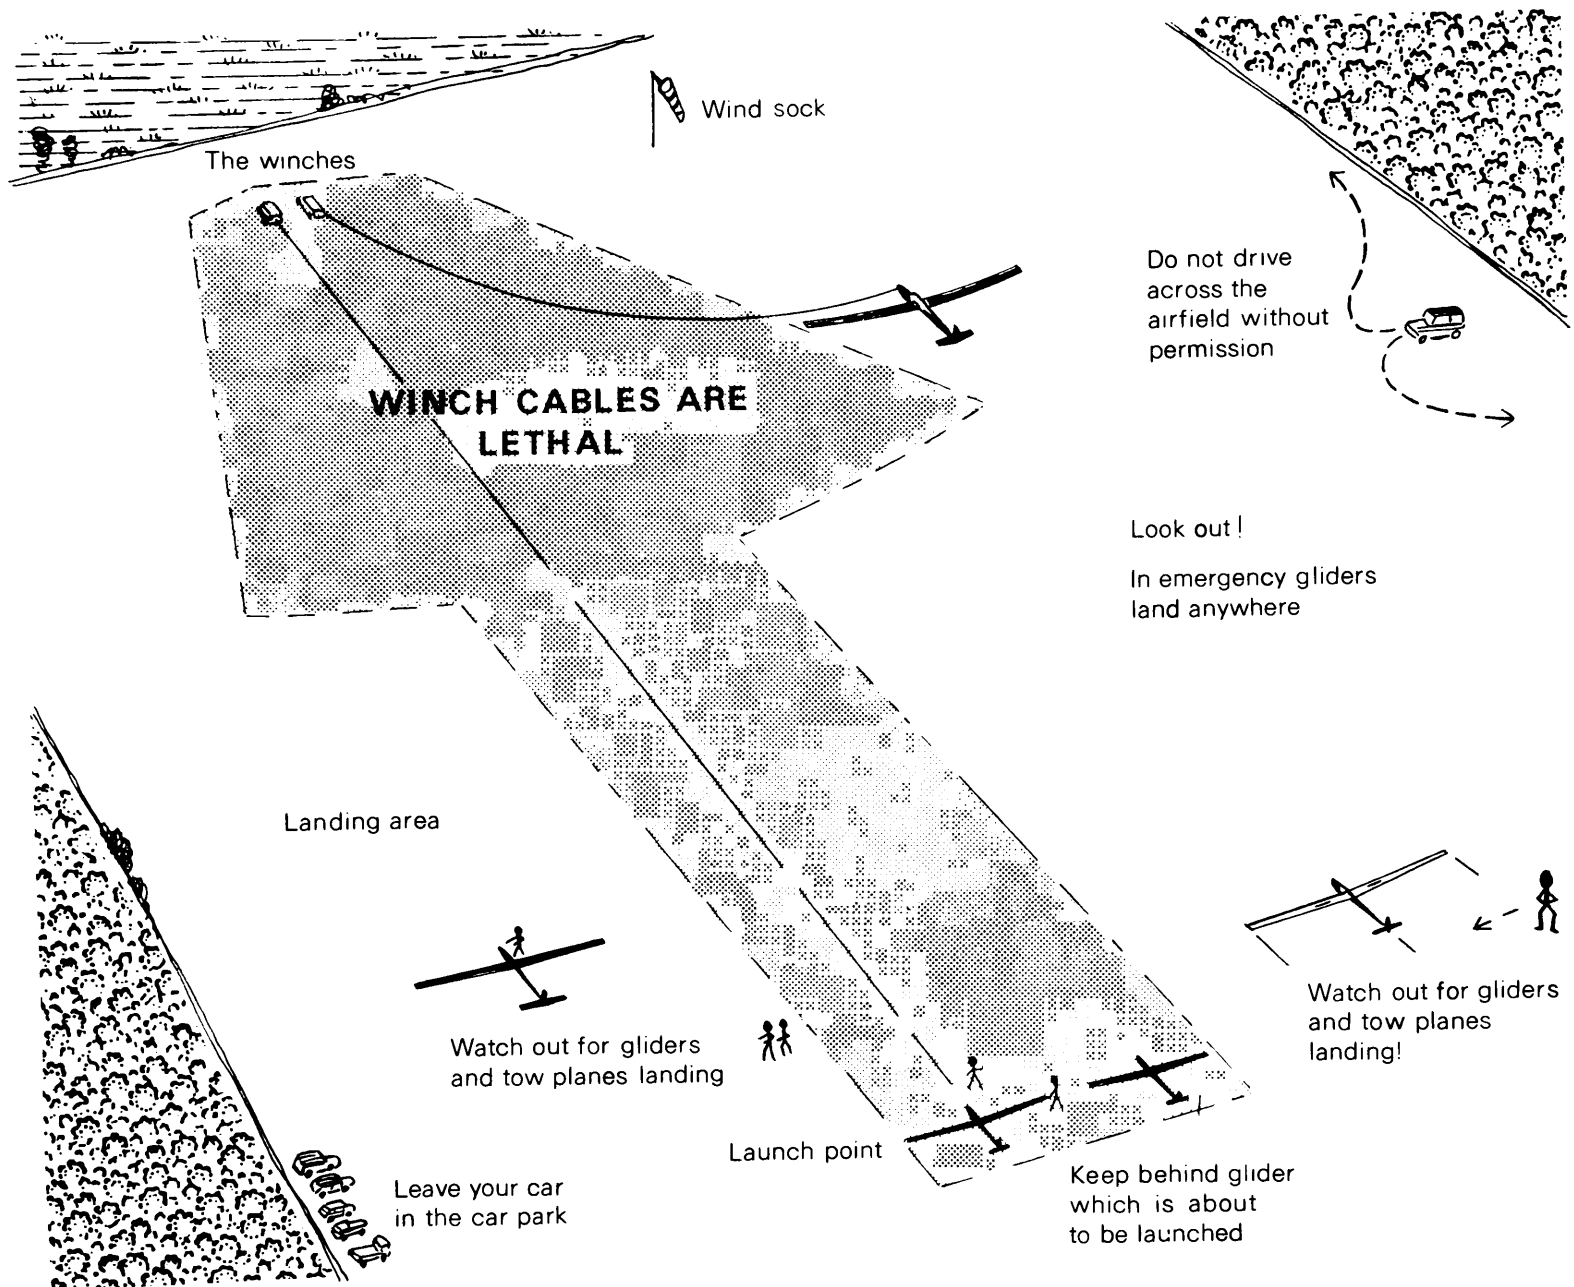 Wind sock
The winches
Do not drive
across the
airfield without
permission
WINCH CABLES ARE
LETHAL
Look out!
In emergency gliders
land anywhere
Landing area
Watch out for gliders
and tow planes
landing!
Watch out for gliders
and tow planes landing
Launch point
Keep behind glider
which is about
to be launched
Leave your car
in the car park